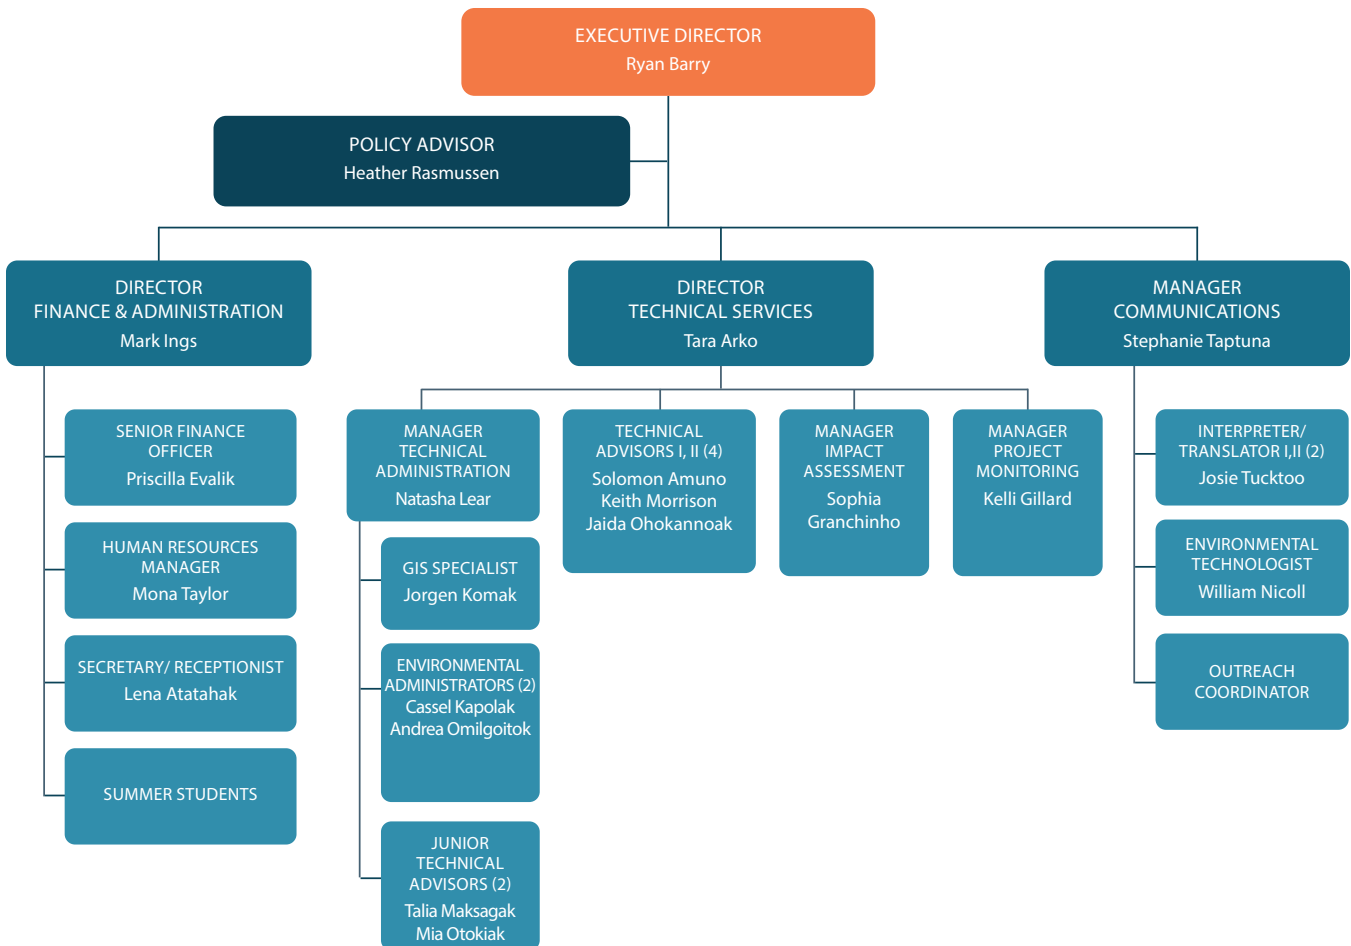 EXECUTIVE DIRECTOR
Ryan Barry
POLICY ADVISOR
Heather Rasmussen
DIRECTOR
FINANCE & ADMINISTRATION
Mark Ings
DIRECTOR
TECHNICAL SERVICES
Tara Arko
MANAGER
COMMUNICATIONS
Stephanie Taptuna
SENIOR FINANCE
OFFICER
Priscilla Evalik
HUMAN RESOURCES
MANAGER
Mona Taylor
SECRETARY/ RECEPTIONIST
Lena Atatahak
SUMMER STUDENTS
MANAGER
TECHNICAL
ADMINISTRATION
Natasha Lear
GIS SPECIALIST
Jorgen Komak
ENVIRONMENTAL
ADMINISTRATORS (2)
Cassel Kapolak
Andrea Omilgoitok
JUNIOR
TECHNICAL
ADVISORS (2)
Talia Maksagak
Mia Otokiak
TECHNICAL
ADVISORS I, II (4)
Solomon Amuno
Keith Morrison
Jaida Ohokannoak
MANAGER
IMPACT
ASSESSMENT
Sophia
Granchinho
MANAGER
PROJECT
MONITORING
Kelli Gillard
INTERPRETER/
TRANSLATOR I,II (2)
Josie Tucktoo
ENVIRONMENTAL
TECHNOLOGIST
William Nicoll
OUTREACH
COORDINATOR